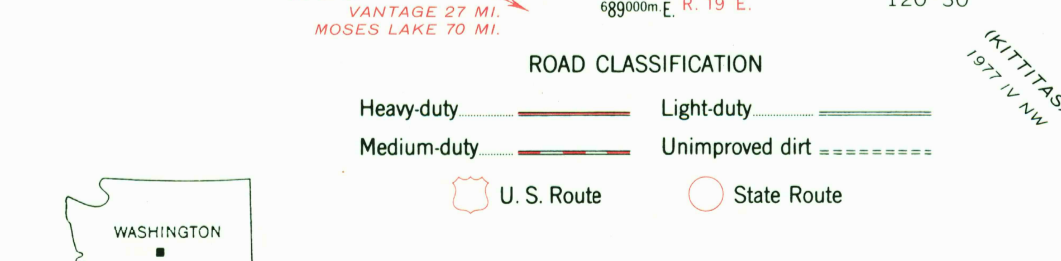 VANTAGE 27 MI.
MOSES LAKE 70 MI.
689000m.E.
R. 19 E.
120° 30'
(KITTITAS)
1977 IV NW
ROAD CLASSIFICATION
Heavy-duty
Light-duty
Medium-duty
Unimproved dirt
U. S. Route
State Route
WASHINGTON